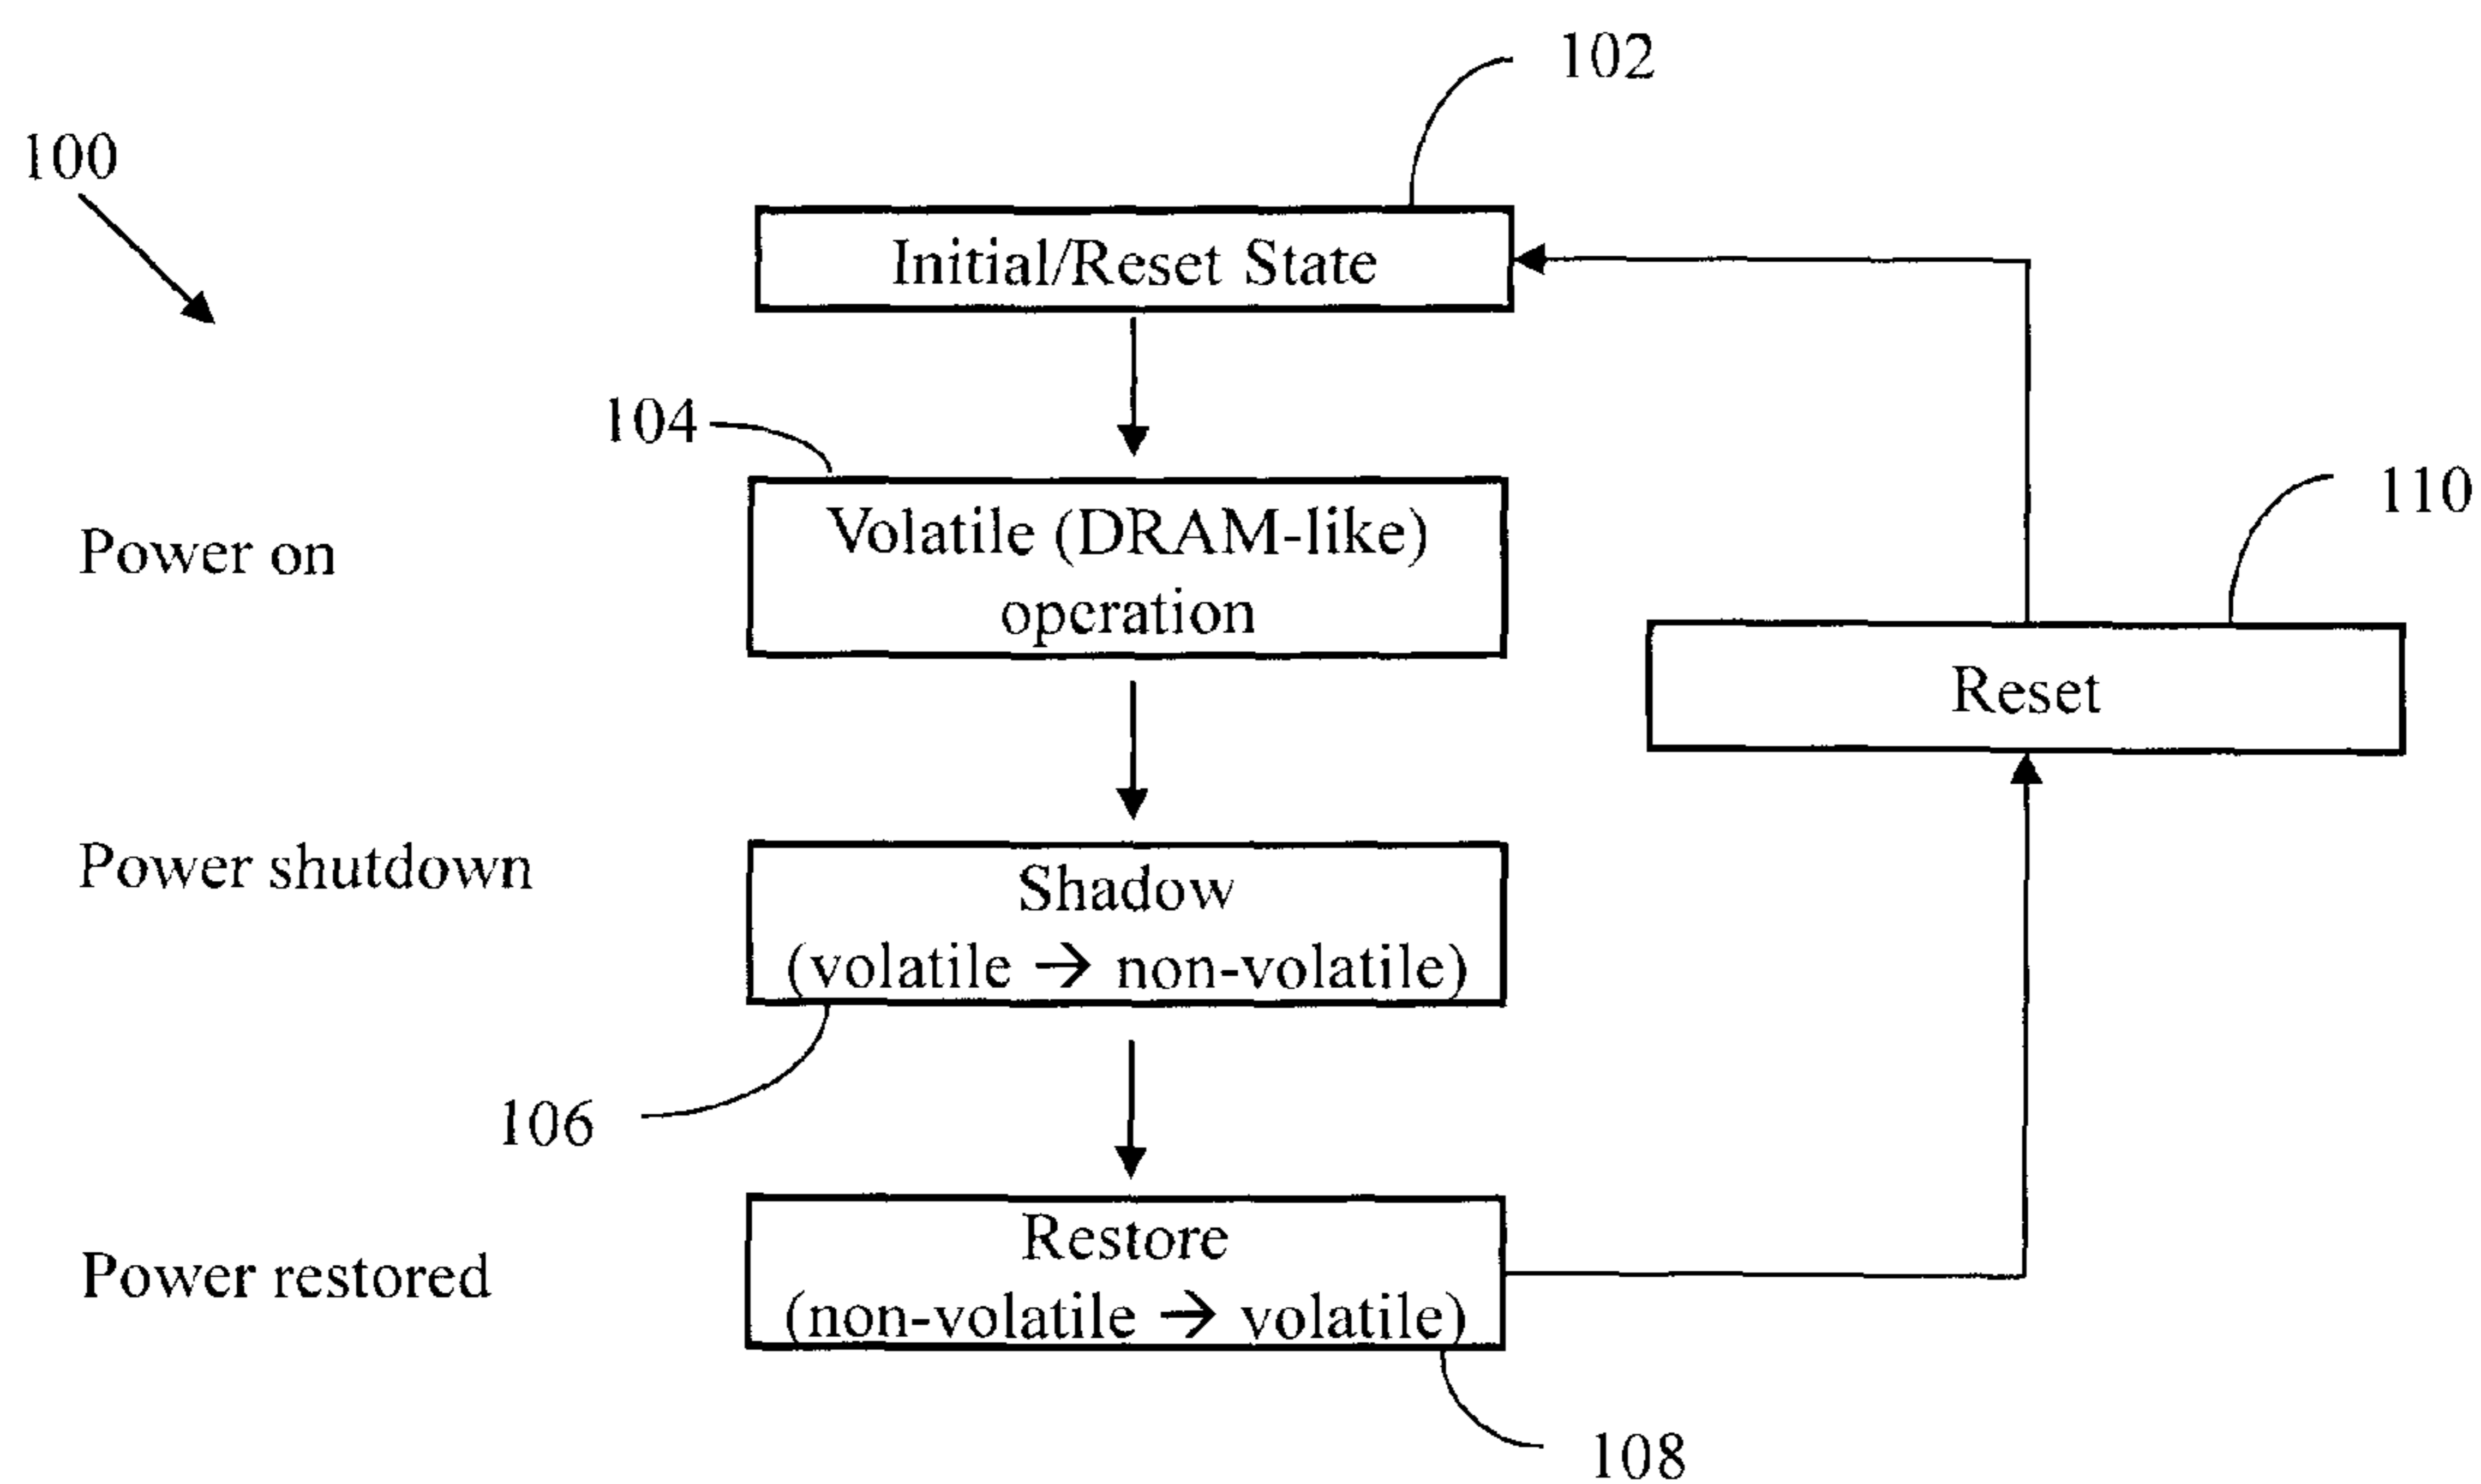 102
100
Initial/Reset State
104
Volatile (DRAM-like)
operation
110
Power on
Reset
Power shutdown
Shadow
(volatile → non-volatile)
106
Restore
(non-volatile → volatile)
Power restored
108